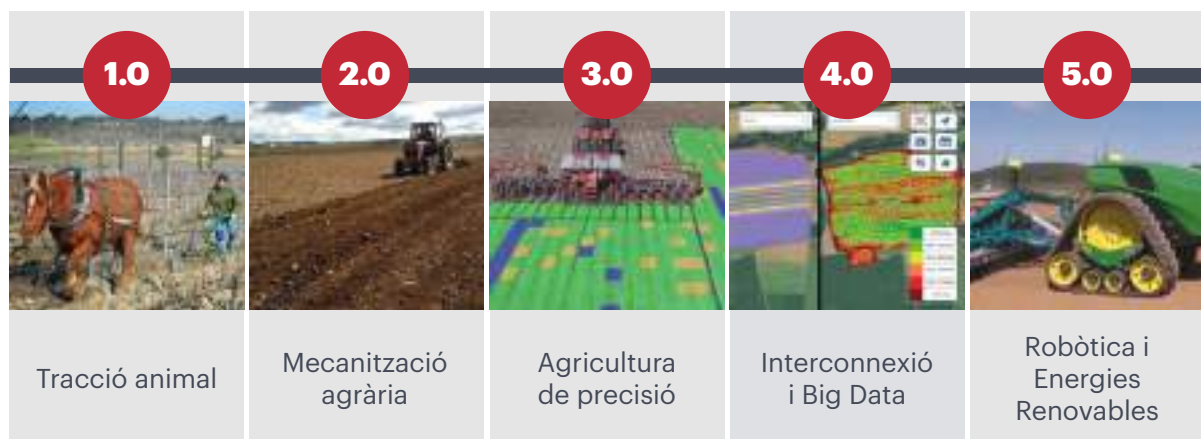 1.0
2.0
3.0
4.0
5.0
Tracció animal
Mecanització
agrària
Agricultura
de precisió
Interconnexió
i Big Data
Robòtica i
Energies
Renovables